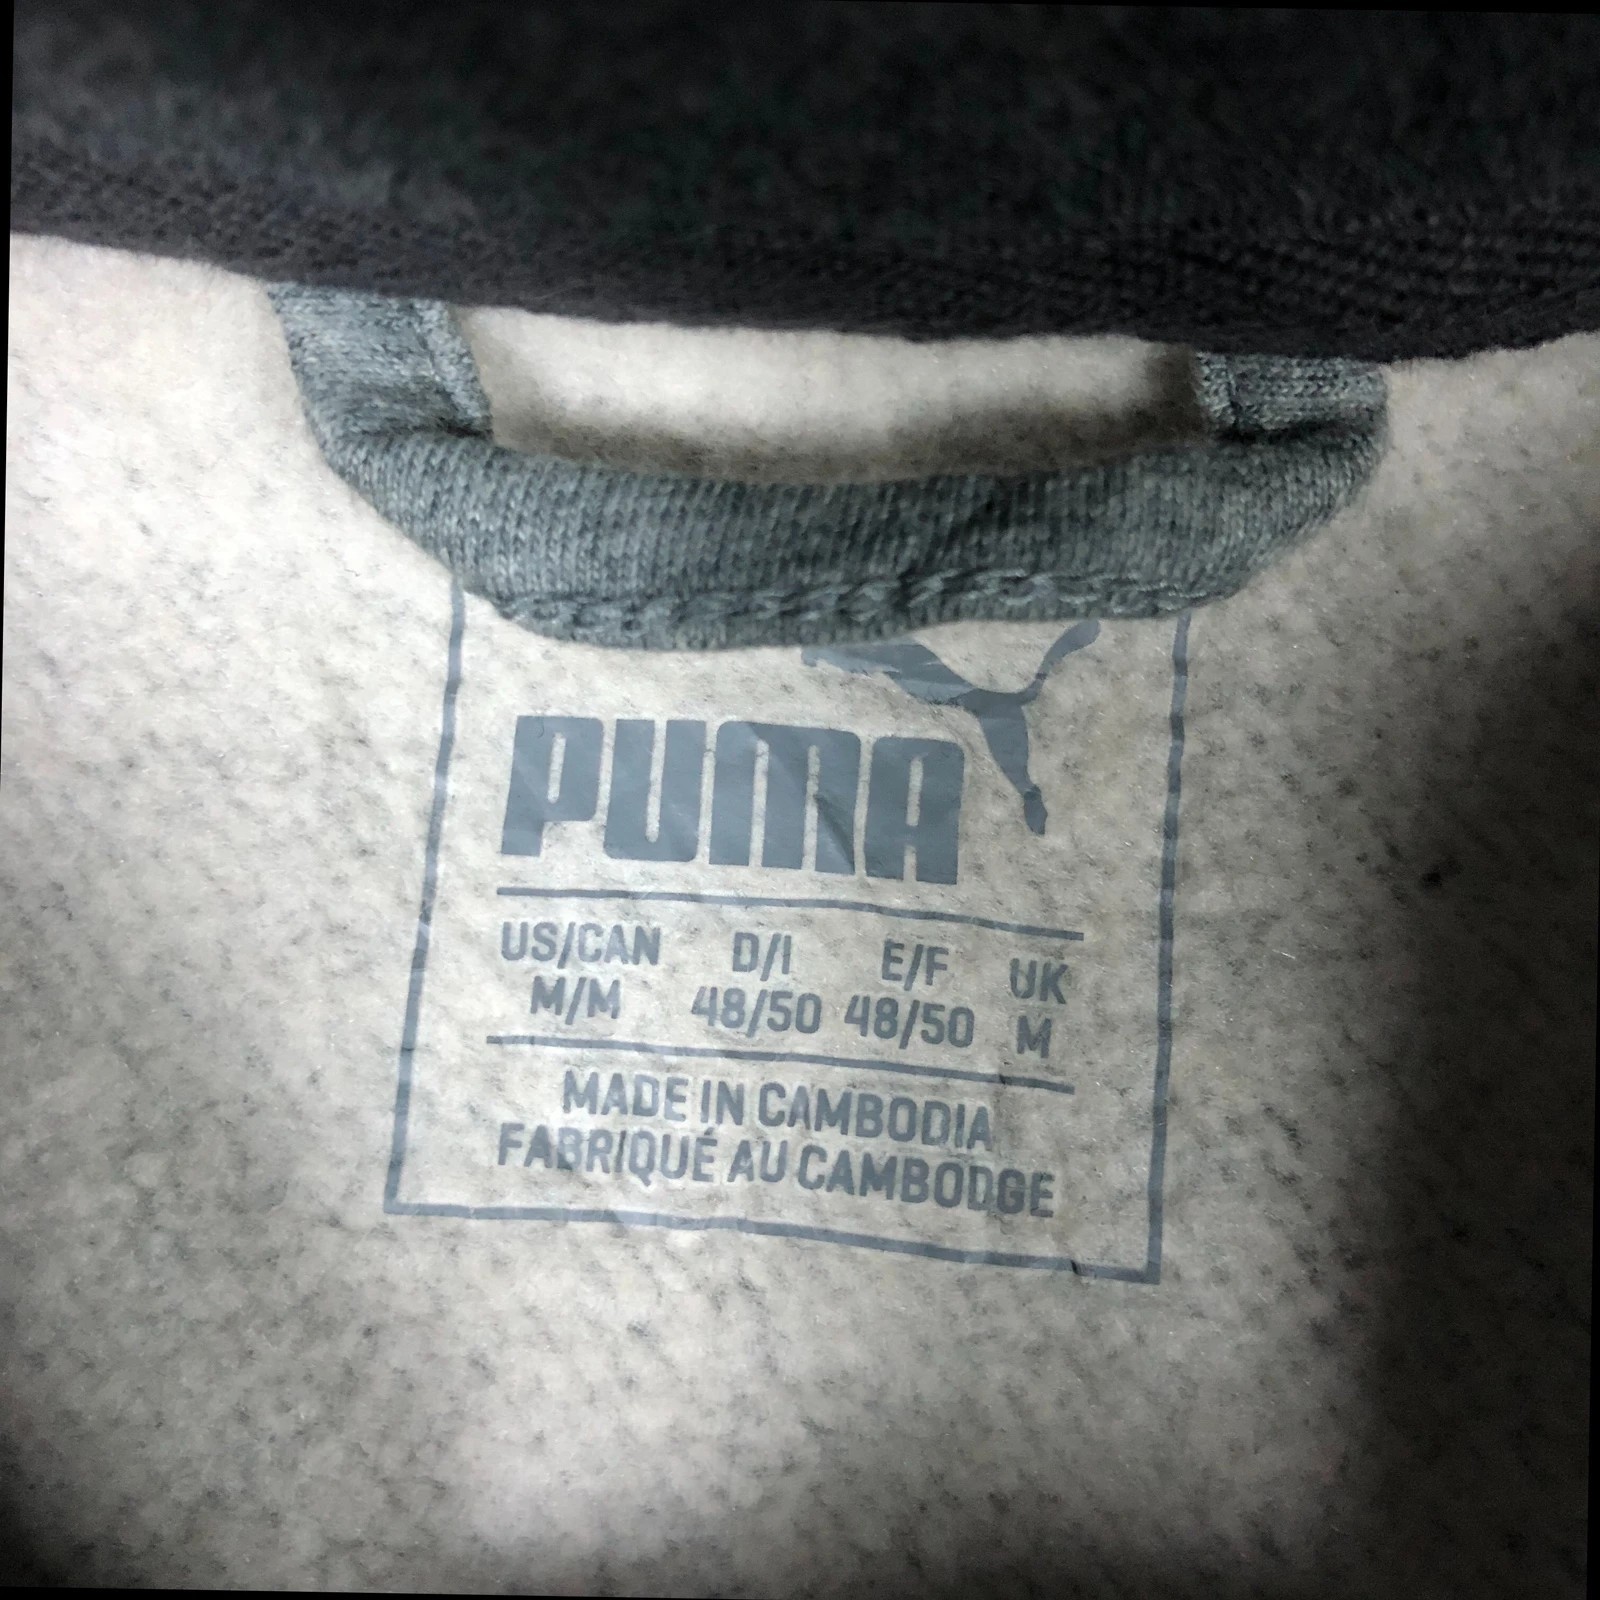 PUMA
US/CAN D/I E/F UK
M/M 48/50 48/50 M
MADE IN CAMBODIA
FABRIQUÉ AU CAMBODGE